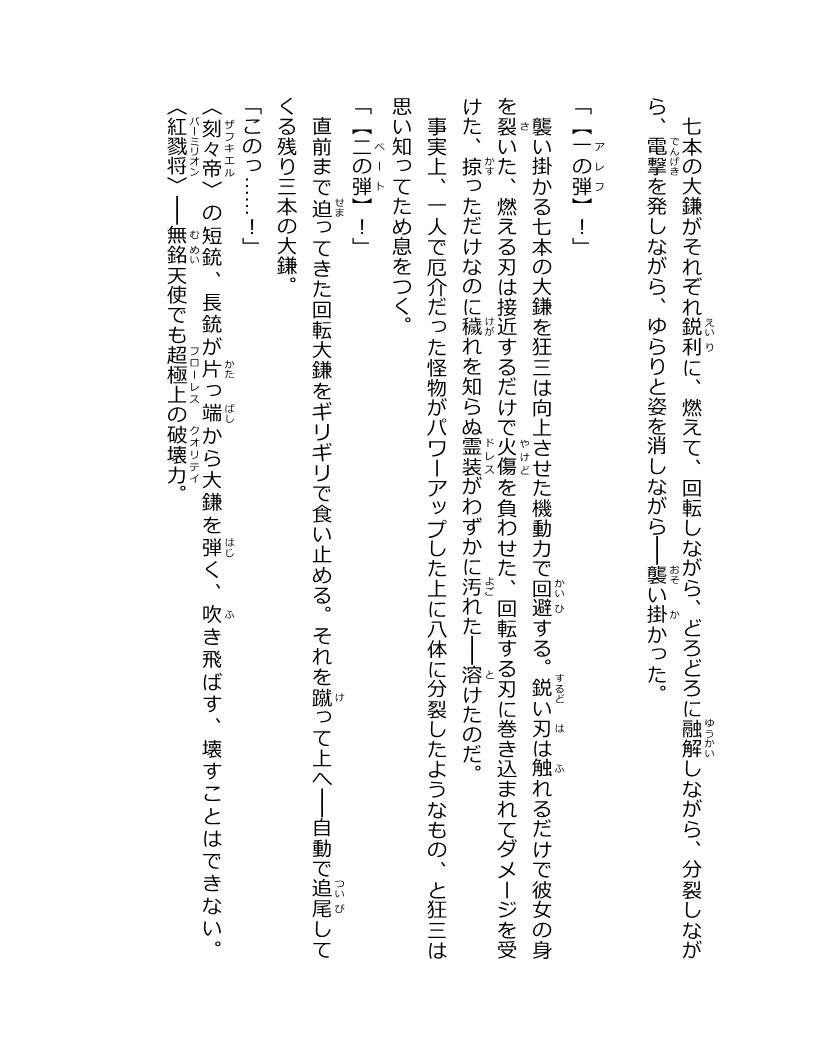 七本の大鎌がそれぞれ鋭利に、燃えて、回転しながら、どろどろに融解しながら、分裂しなが
ら、電撃を発しながら、ゆらりと姿を消しながら──襲い掛かった。
「【一の弾】！」
襲い掛かる七本の大鎌を狂三は向上させた機動力で回避する。鋭い刃は触れるだけで彼女の身
を裂いた、燃える刃は接近するだけで火傷を負わせた、回転する刃に巻き込まれてダメージを受
けた、掠っただけなのに穢れを知らぬ霊装がわずかに汚れた──溶けたのだ。
事実上、一人で厄介だった怪物がパワーアップした上に八体に分裂したようなもの、と狂三は
思い知ってため息をつく。
「【二の弾】！」
直前まで迫ってきた回転大鎌をギリギリで食い止める。それを蹴って上へ──自動で追尾して
くる残り三本の大鎌。
「このっ……！」
〈刻々帝〉の短銃、長銃が片っ端から大鎌を弾く、吹き飛ばす、壊すことはできない。
〈紅戮将〉──無銘天使でも超極上の破壊力。